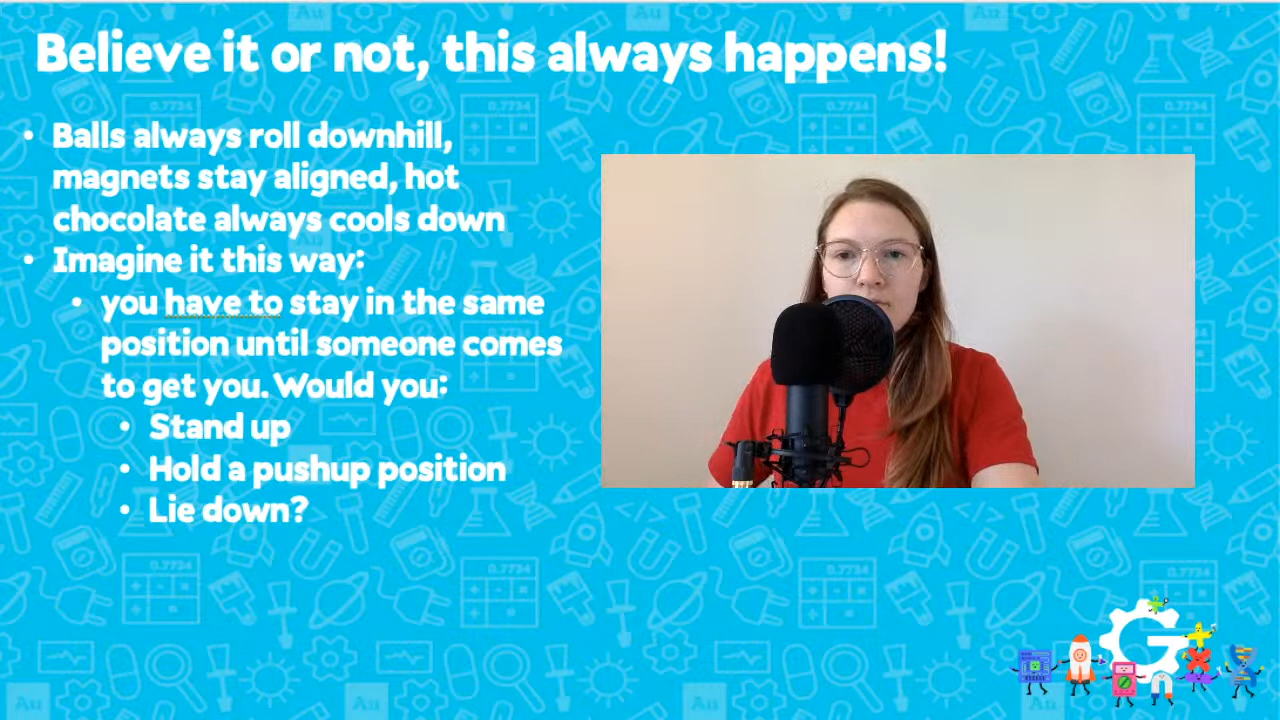 Believe it or not, this always happens!
• Balls always roll downhill,
magnets stay aligned, hot
chocolate always cools down
• Imagine it this way:
• you have to stay in the same
position until someone comes
to get you. Would you:
• Stand up
• Hold a pushup position
• Lie down?